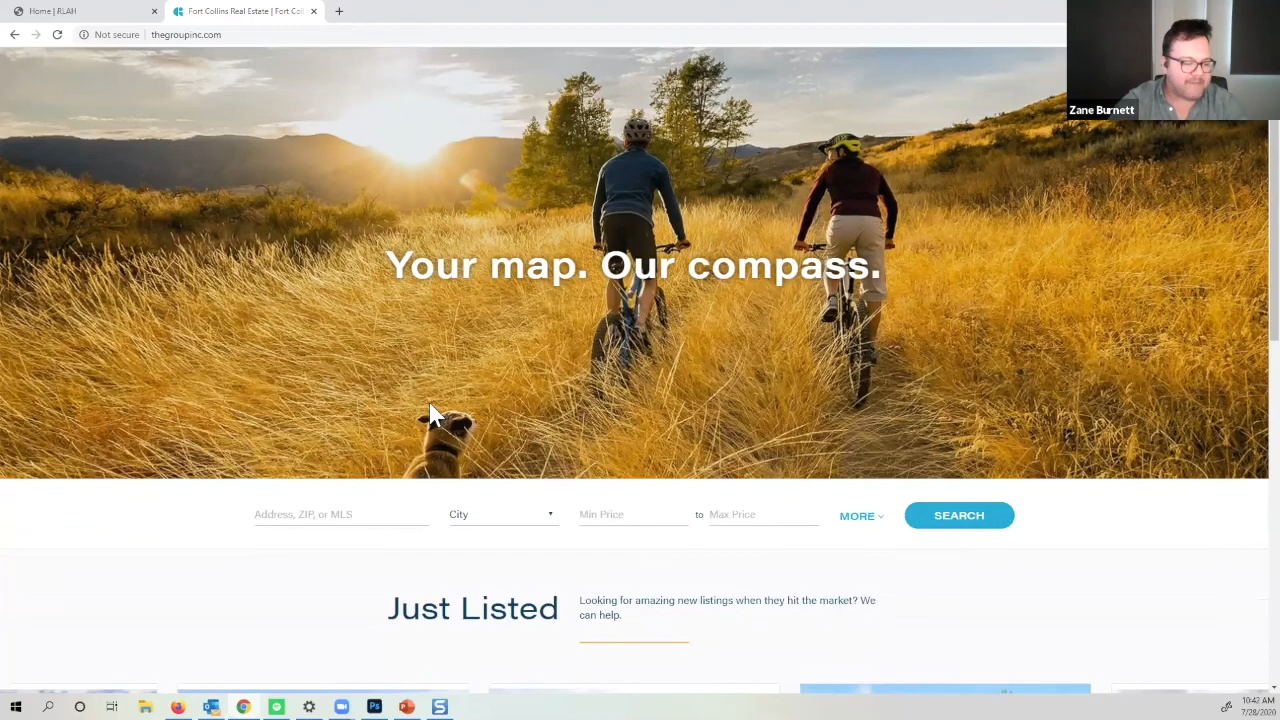 Home | RLAH
Fort Collins Real Estate | Fort Coll
Not secure | thegroupinc.com
Zane Burnett
Your map. Our compass.
Address, ZIP, or MLS
City
Min Price
to
Max Price
MORE
SEARCH
Just Listed
Looking for amazing new listings when they hit the market? We
can help.
10:42 AM
7/28/2020